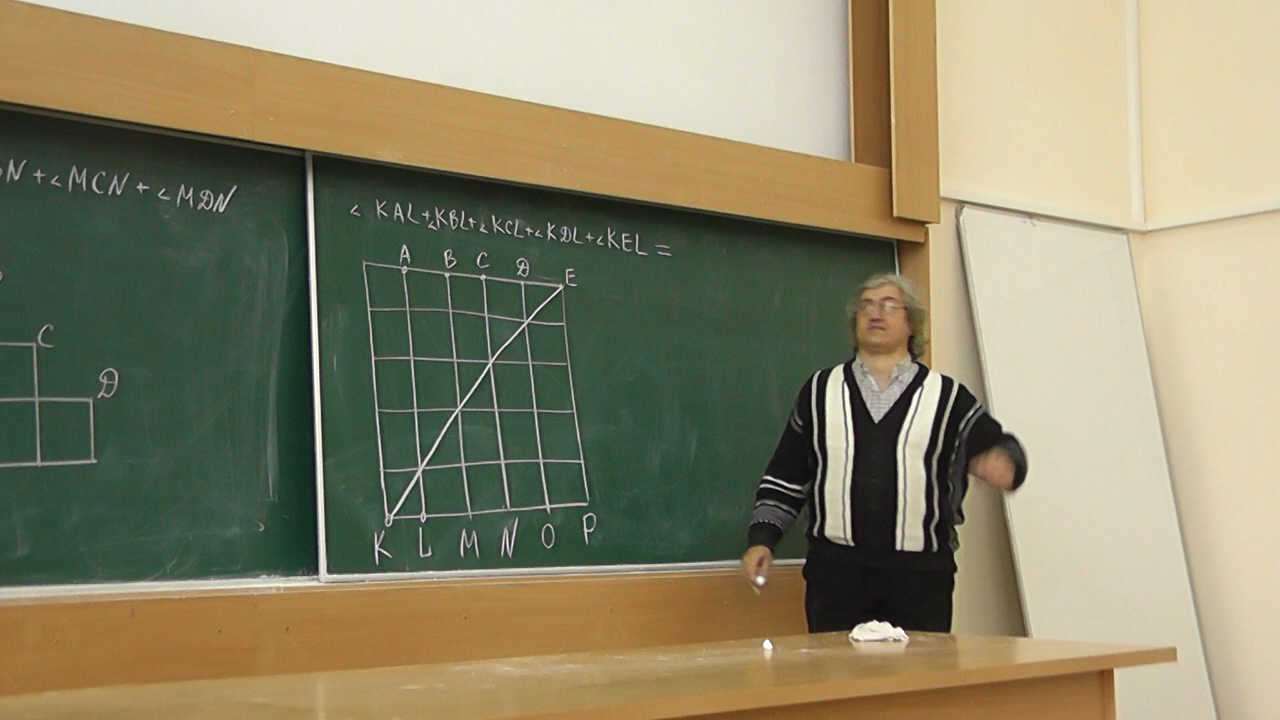 N + ∠MCN + ∠MDN
C
D
∠KAL+∠KBL+∠KCL+∠KDL+∠KEL =
A B C D E
K L M N O P